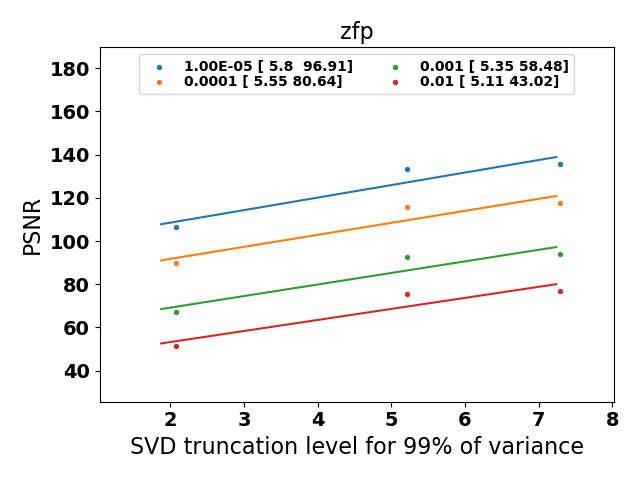 zfp
1.00E-05 [ 5.8  96.91]
0.0001 [ 5.55 80.64]
0.001 [ 5.35 58.48]
0.01 [ 5.11 43.02]
PSNR
180
160
140
120
100
80
60
40
2 3 4 5 6 7 8
SVD truncation level for 99% of variance